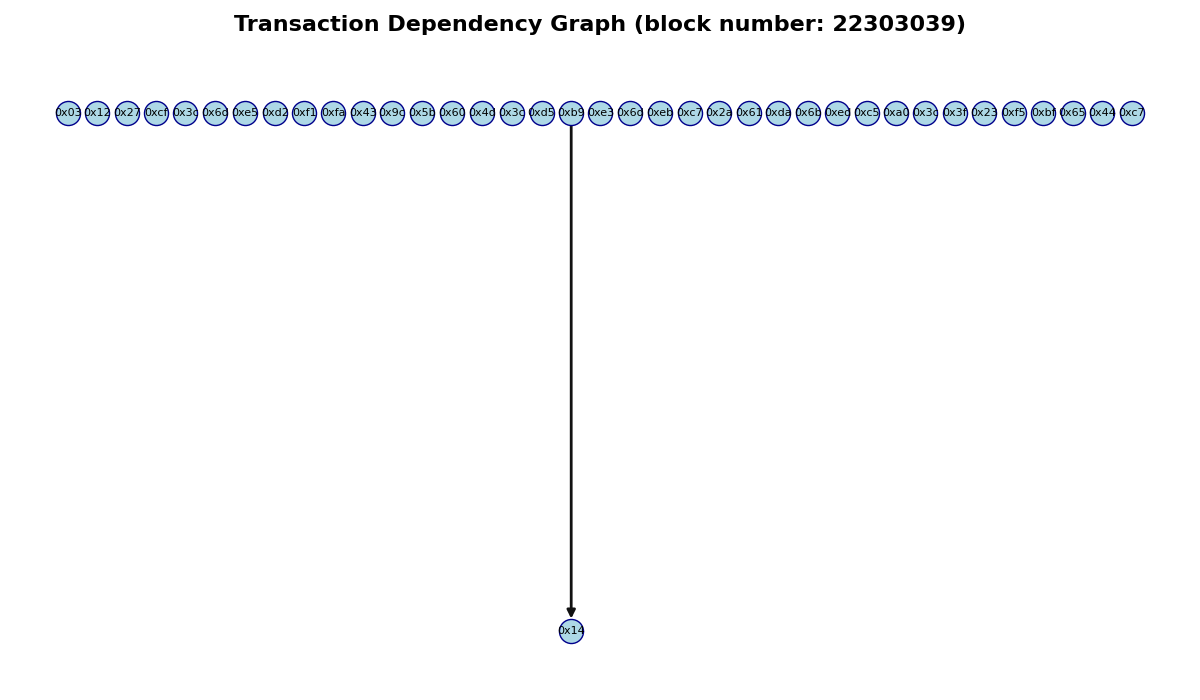 Transaction Dependency Graph (block number: 22303039)
0x03 0x12 0x27 0xcf 0x3c 0x6d 0xe5 0xd2 0xf1 0xfa 0x43 0x9c 0x5b 0x60 0x4d 0x3c 0xd5 0xb9 0xe3 0x6d 0xeb 0xc7 0x2a 0x61 0xda 0x6b 0xed 0xc5 0xa0 0x3c 0x3f 0x23 0xf5 0xbf 0x65 0x44 0xc7
0x14